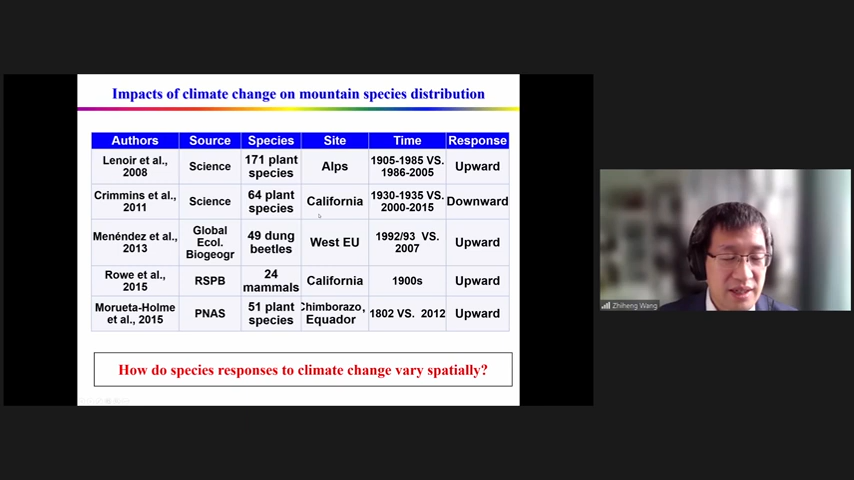 Impacts of climate change on mountain species distribution
Authors Source Species Site Time Response
Lenoir et al., 2008 Science 171 plant species Alps 1905-1985 VS. 1986-2005 Upward
Crimmins et al., 2011 Science 64 plant species California 1930-1935 VS. 2000-2015 Downward
Menéndez et al., 2013 Global Ecol. Biogeogr 49 dung beetles West EU 1992/93 VS. 2007 Upward
Rowe et al., 2015 RSPB 24 mammals California 1900s Upward
Morueta-Holme et al., 2015 PNAS 51 plant species Chimborazo, Equador 1802 VS. 2012 Upward
How do species responses to climate change vary spatially?
Zhiheng Wang